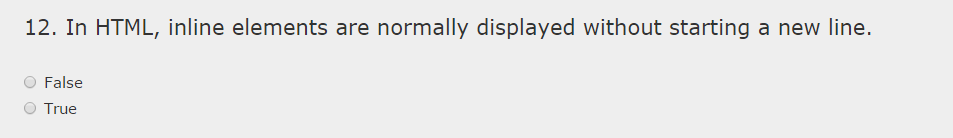 12. In HTML, inline elements are normally displayed without starting a new line.
False
True